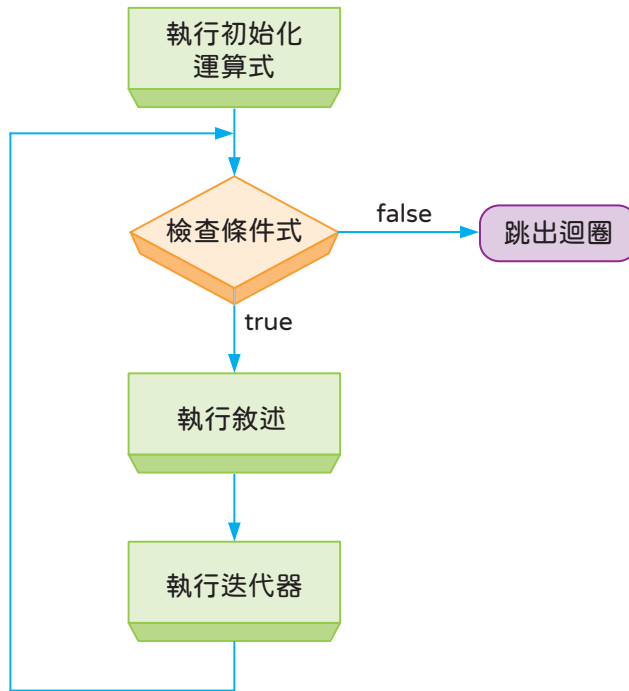 執行初始化
運算式
檢查條件式
false
跳出迴圈
true
執行敘述
執行迭代器